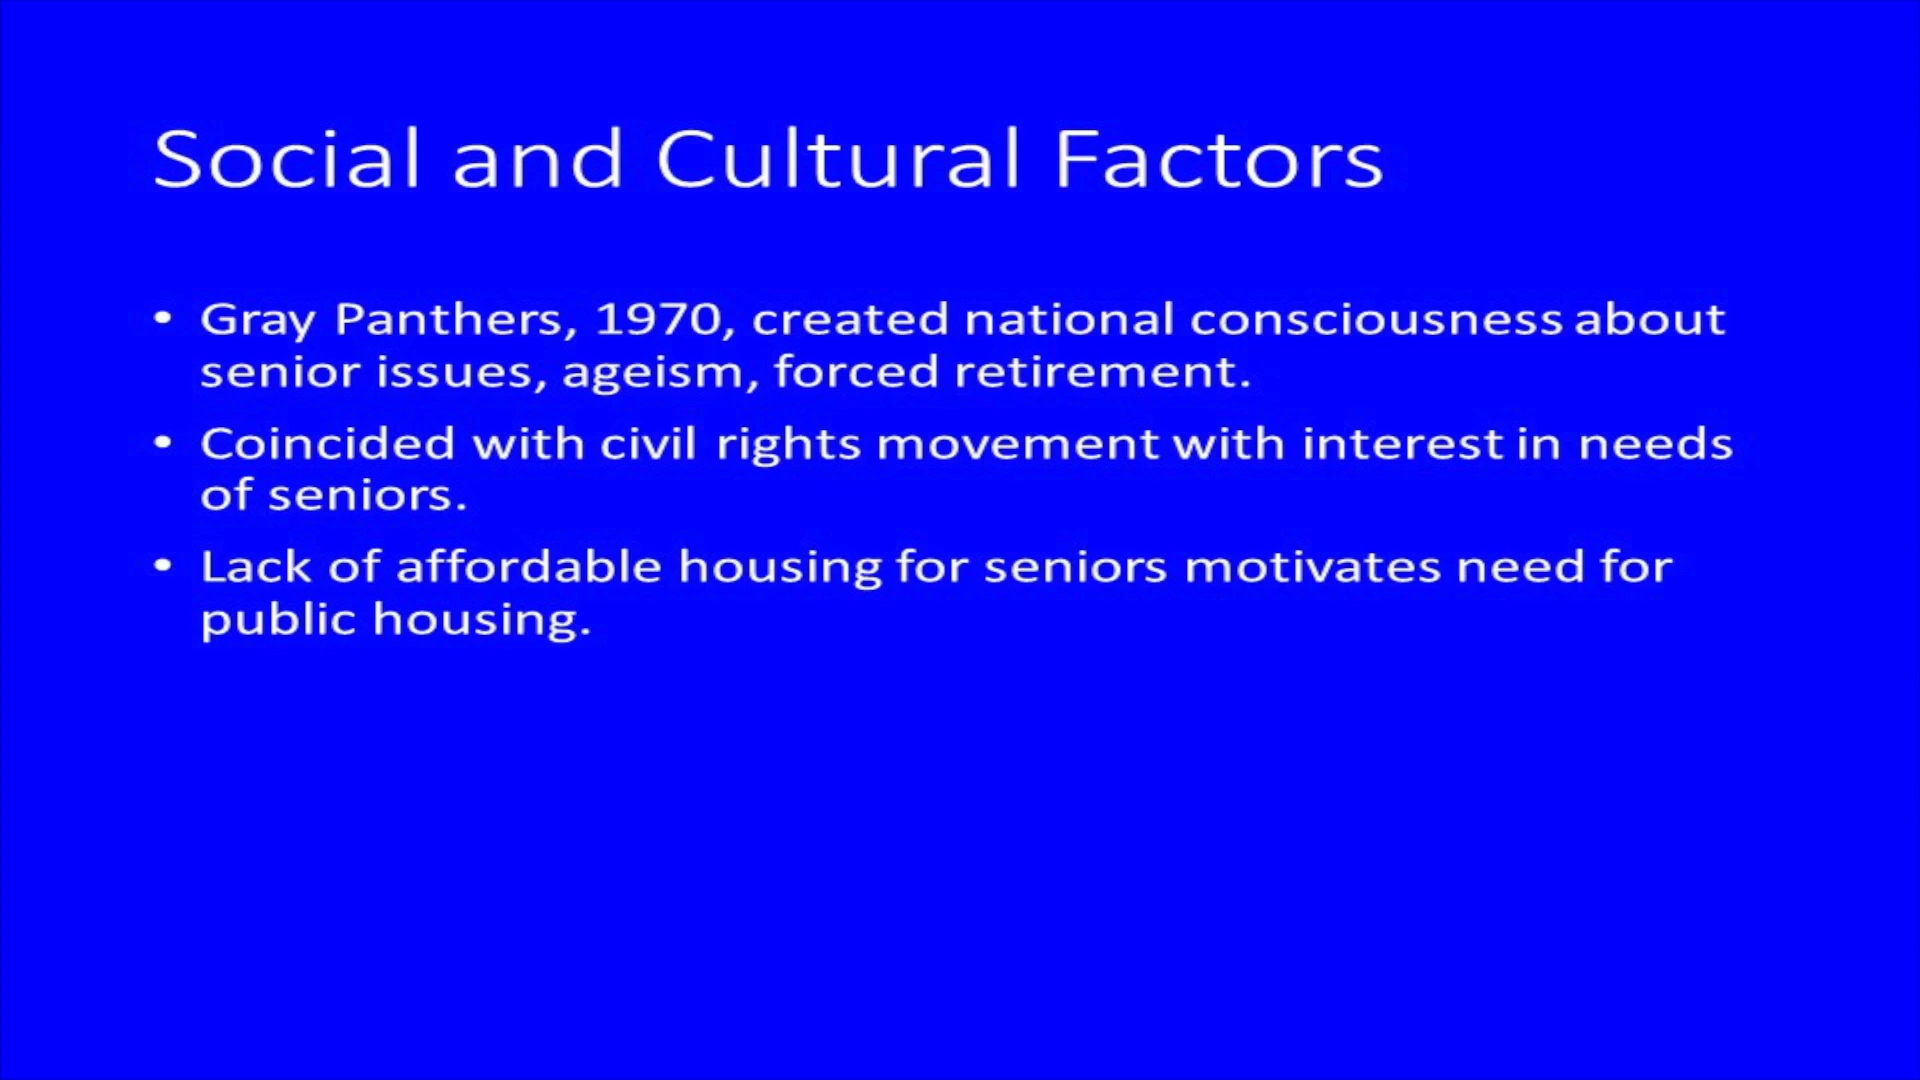 Social and Cultural Factors
• Gray Panthers, 1970, created national consciousness about
senior issues, ageism, forced retirement.
• Coincided with civil rights movement with interest in needs
of seniors.
• Lack of affordable housing for seniors motivates need for
public housing.